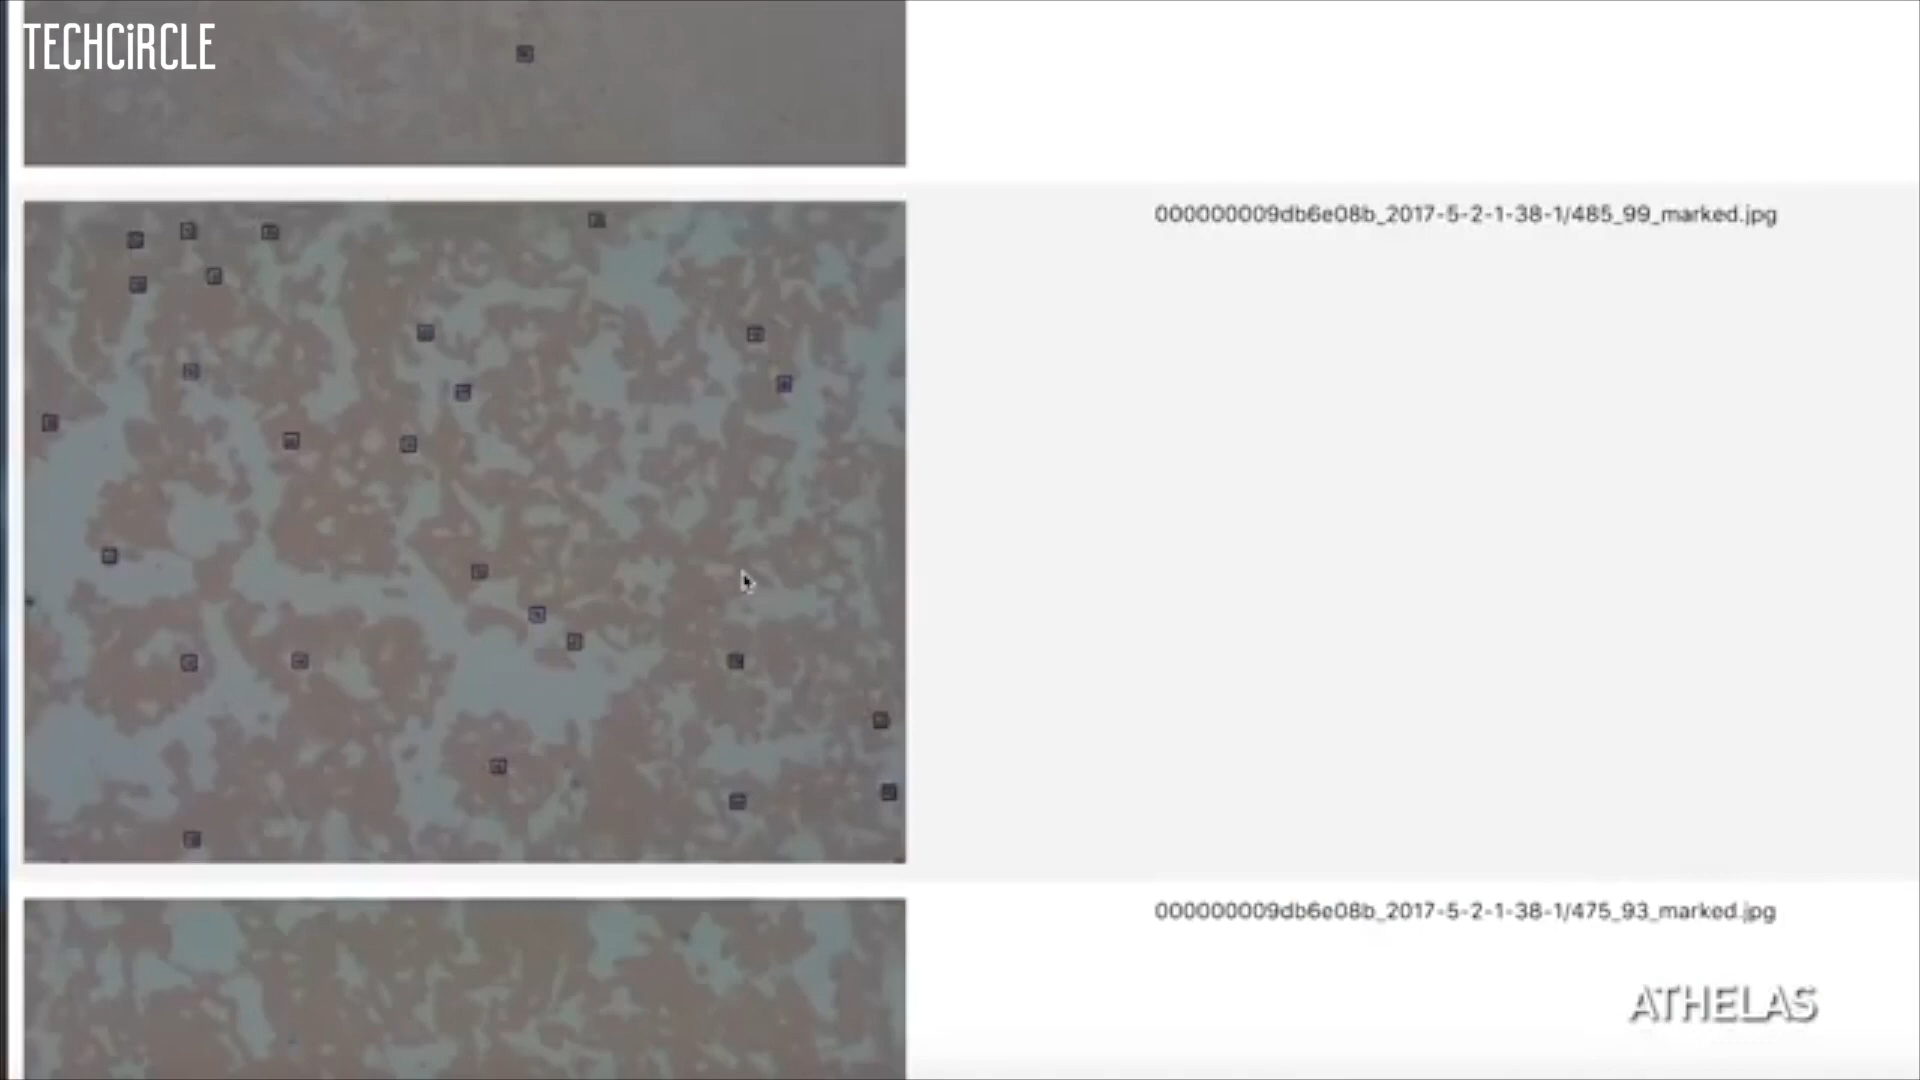 TECHCiRCLE
000000009db6e08b_2017-5-2-1-38-1/485_99_marked.jpg
000000009db6e08b_2017-5-2-1-38-1/475_93_marked.jpg
ATHELAS